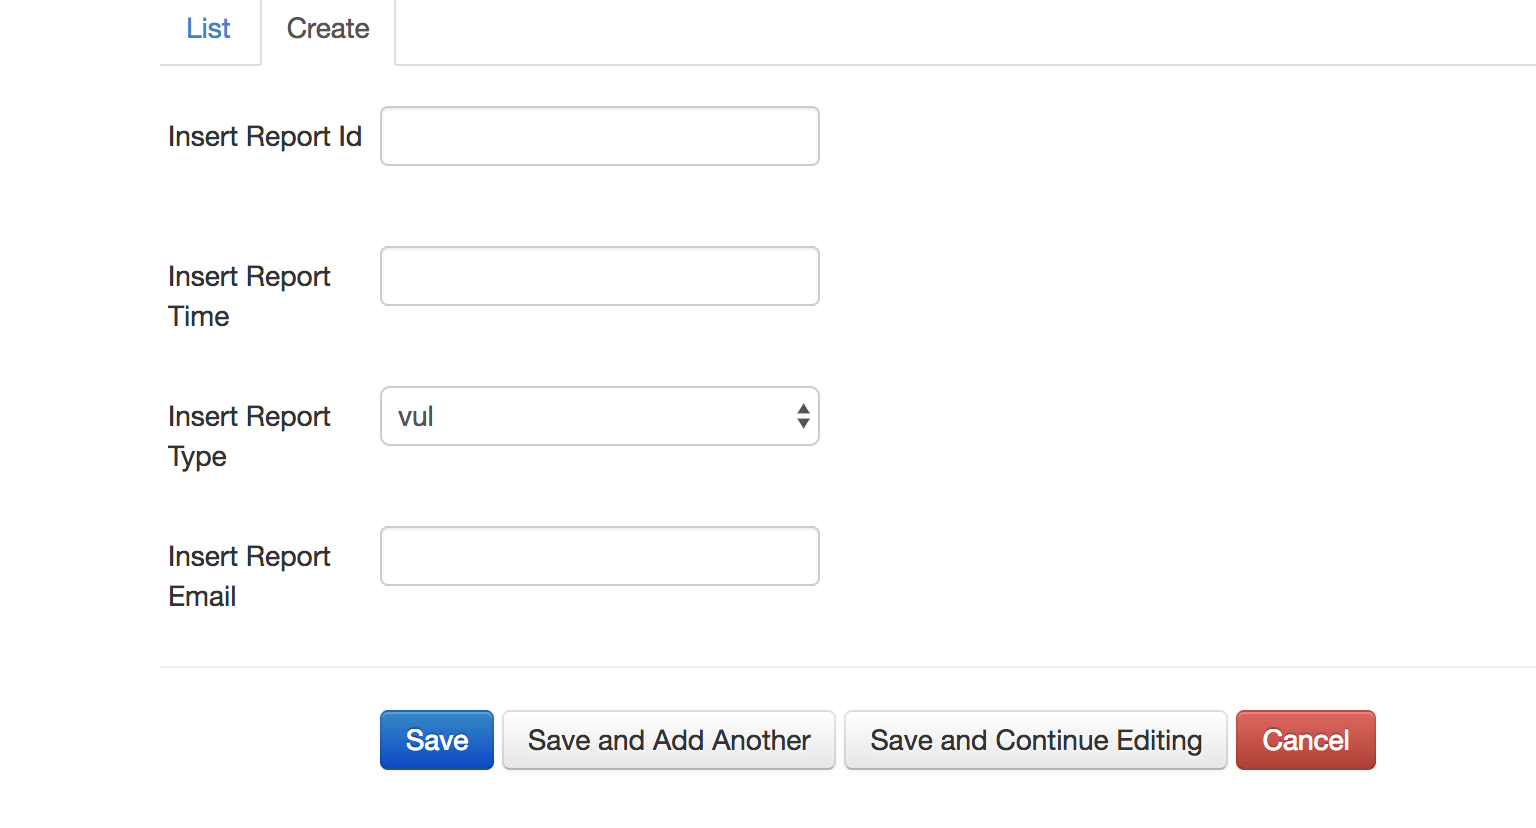 List Create
Insert Report Id
Insert Report
Time
Insert Report
Type
vul
Insert Report
Email
Save Save and Add Another Save and Continue Editing Cancel